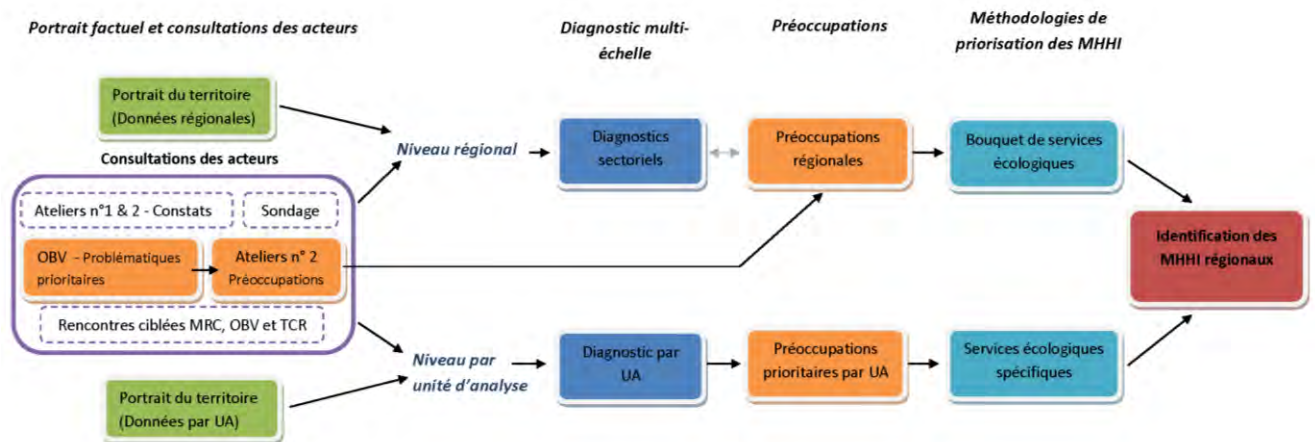 Portrait factuel et consultations des acteurs
Diagnostic multi-
échelle
Préoccupations
Méthodologies de
priorisation des MHHI
Portrait du territoire
(Données régionales)
Consultations des acteurs
Ateliers n°1 & 2 - Constats
Sondage
OBV - Problématiques
prioritaires
Ateliers n° 2
Préoccupations
Rencontres ciblées MRC, OBV et TCR
Portrait du territoire
(Données par UA)
Niveau régional
Diagnostics
sectoriels
Préoccupations
régionales
Bouquet de services
écologiques
Niveau par
unité d'analyse
Diagnostic par
UA
Préoccupations
prioritaires par UA
Services écologiques
spécifiques
Identification des
MHHI régionaux